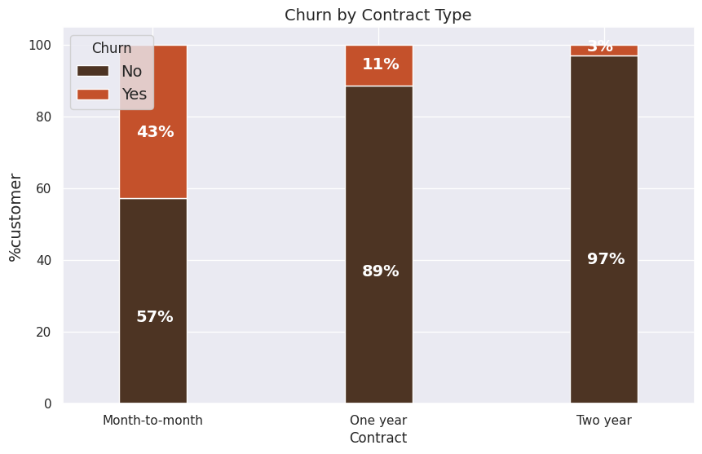 Churn by Contract Type
Churn
No
Yes
100
80
60
40
20
0
%customer
43%
57%
11%
89%
3%
97%
Month-to-month
One year
Two year
Contract